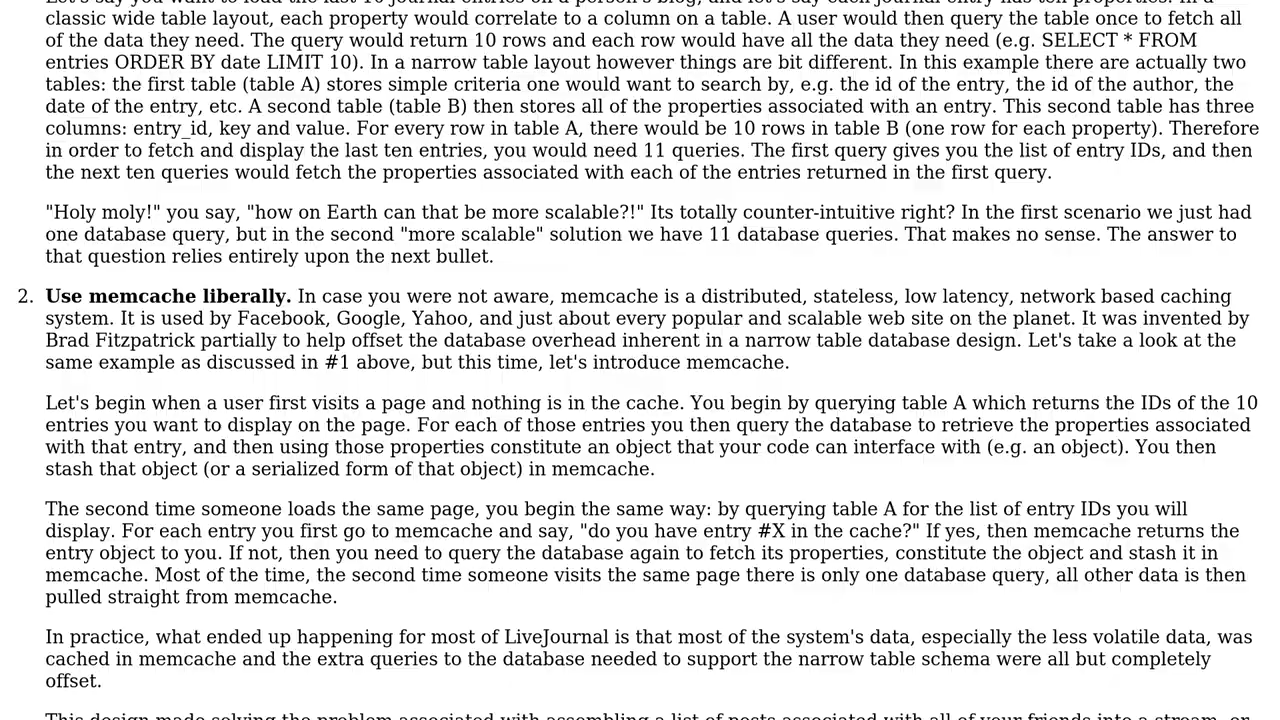 classic wide table layout, each property would correlate to a column on a table. A user would then query the table once to fetch all
of the data they need. The query would return 10 rows and each row would have all the data they need (e.g. SELECT * FROM
entries ORDER BY date LIMIT 10). In a narrow table layout however things are bit different. In this example there are actually two
tables: the first table (table A) stores simple criteria one would want to search by, e.g. the id of the entry, the id of the author, the
date of the entry, etc. A second table (table B) then stores all of the properties associated with an entry. This second table has three
columns: entry_id, key and value. For every row in table A, there would be 10 rows in table B (one row for each property). Therefore
in order to fetch and display the last ten entries, you would need 11 queries. The first query gives you the list of entry IDs, and then
the next ten queries would fetch the properties associated with each of the entries returned in the first query.
"Holy moly!" you say, "how on Earth can that be more scalable?!" Its totally counter-intuitive right? In the first scenario we just had
one database query, but in the second "more scalable" solution we have 11 database queries. That makes no sense. The answer to
that question relies entirely upon the next bullet.
2. Use memcache liberally. In case you were not aware, memcache is a distributed, stateless, low latency, network based caching
system. It is used by Facebook, Google, Yahoo, and just about every popular and scalable web site on the planet. It was invented by
Brad Fitzpatrick partially to help offset the database overhead inherent in a narrow table database design. Let's take a look at the
same example as discussed in #1 above, but this time, let's introduce memcache.
Let's begin when a user first visits a page and nothing is in the cache. You begin by querying table A which returns the IDs of the 10
entries you want to display on the page. For each of those entries you then query the database to retrieve the properties associated
with that entry, and then using those properties constitute an object that your code can interface with (e.g. an object). You then
stash that object (or a serialized form of that object) in memcache.
The second time someone loads the same page, you begin the same way: by querying table A for the list of entry IDs you will
display. For each entry you first go to memcache and say, "do you have entry #X in the cache?" If yes, then memcache returns the
entry object to you. If not, then you need to query the database again to fetch its properties, constitute the object and stash it in
memcache. Most of the time, the second time someone visits the same page there is only one database query, all other data is then
pulled straight from memcache.
In practice, what ended up happening for most of LiveJournal is that most of the system's data, especially the less volatile data, was
cached in memcache and the extra queries to the database needed to support the narrow table schema were all but completely
offset.
This design made solving the problem associated with assembling a list of posts associated with all of your friends into a stream, or